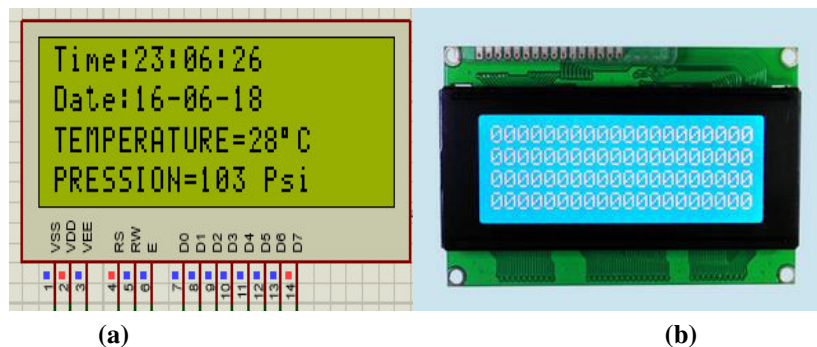 Time:23:06:26
Date:16-06-18
TEMPERATURE=28°C
PRESSION=103 Psi
VSS VDD VEE RS RW E D0 D1 D2 D3 D4 D5 D6 D7
1 2 3 4 5 6 7 8 9 10 11 12 13 14
00000000000000000000
00000000000000000000
00000000000000000000
00000000000000000000
(a) (b)